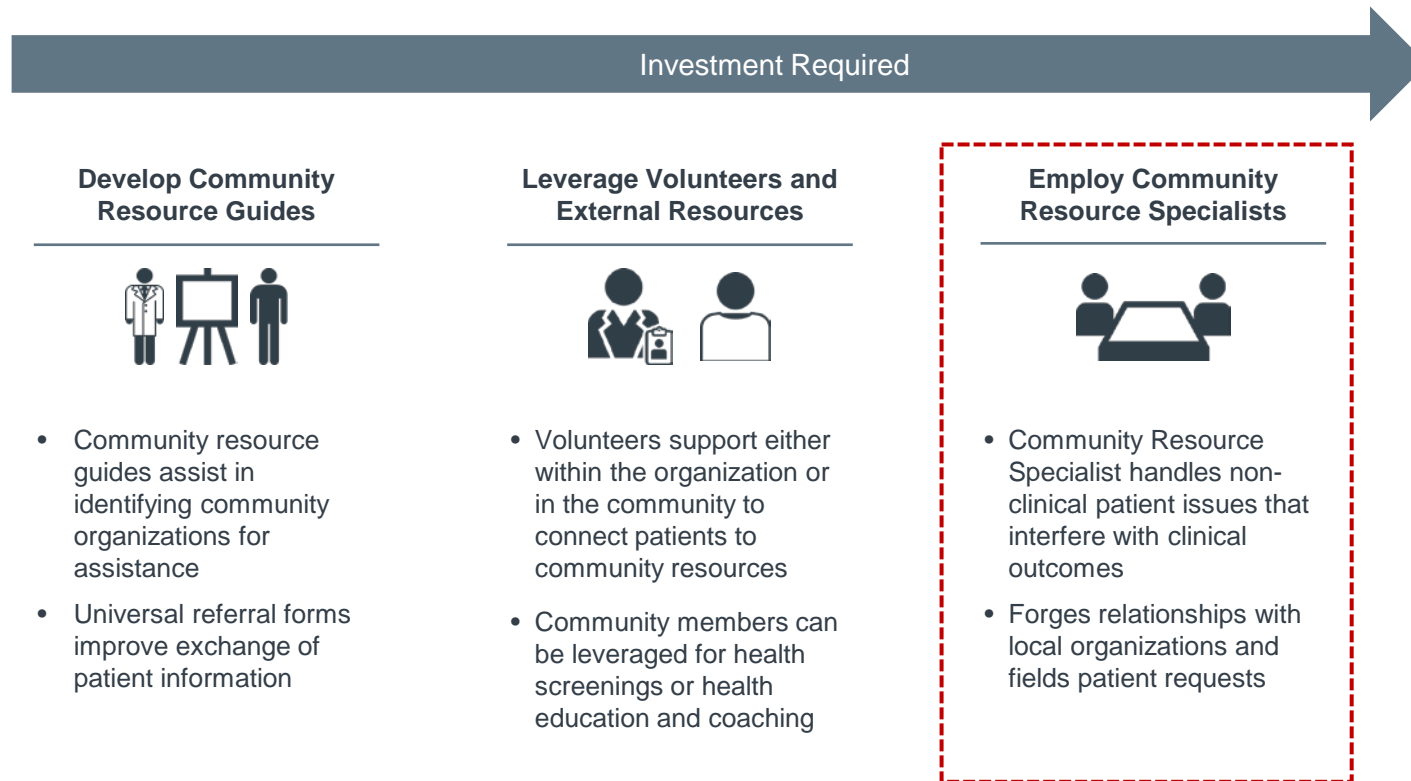 Investment Required
Develop Community
Resource Guides
• Community resource
guides assist in
identifying community
organizations for
assistance
• Universal referral forms
improve exchange of
patient information
Leverage Volunteers and
External Resources
• Volunteers support either
within the organization or
in the community to
connect patients to
community resources
• Community members can
be leveraged for health
screenings or health
education and coaching
Employ Community
Resource Specialists
• Community Resource
Specialist handles non-
clinical patient issues that
interfere with clinical
outcomes
• Forges relationships with
local organizations and
fields patient requests